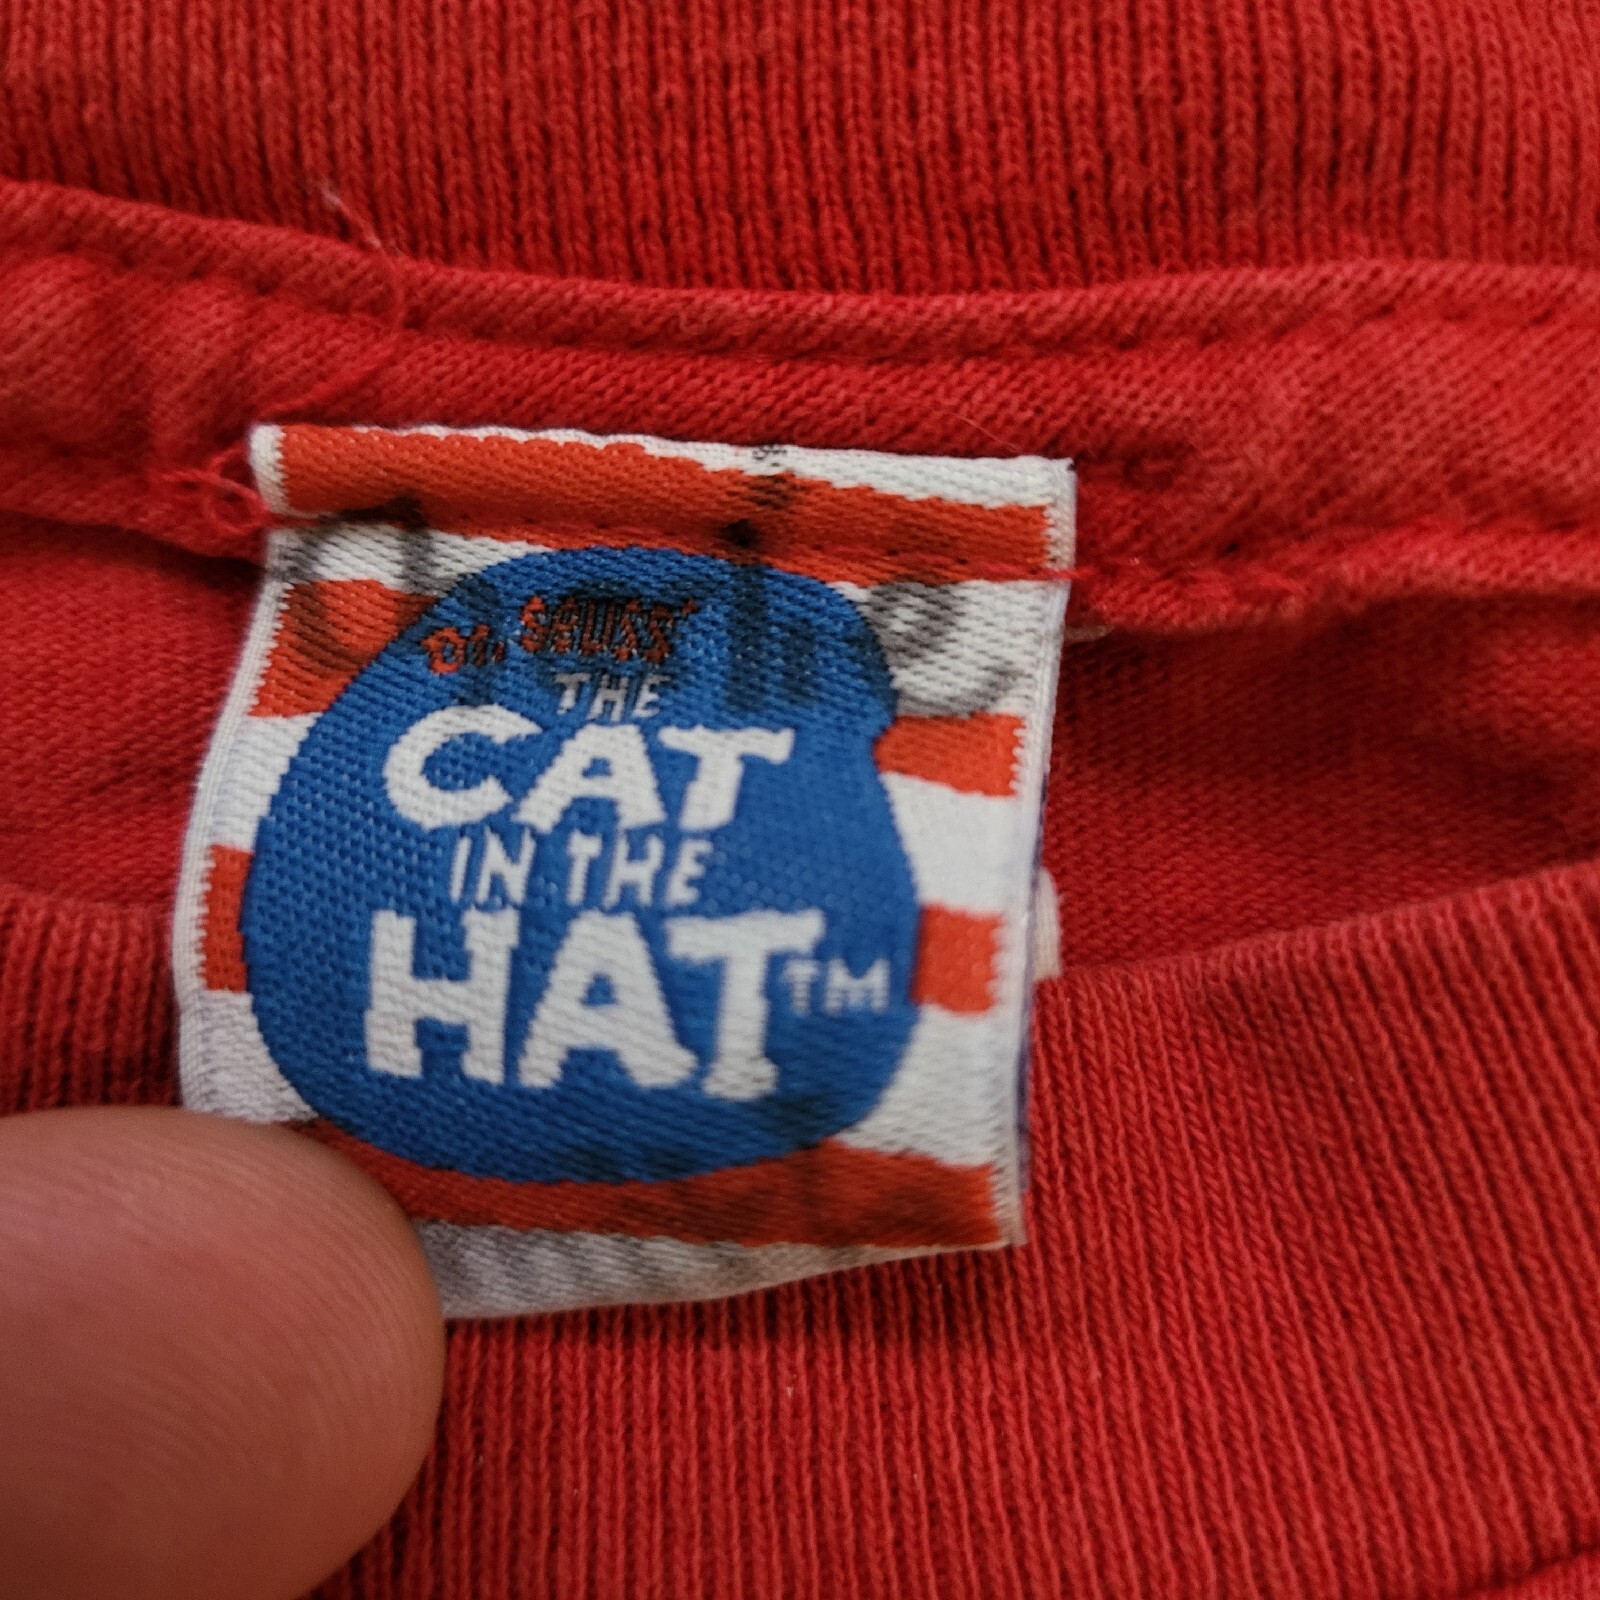 Dr. Seuss'
THE
CAT
IN THE
HAT™